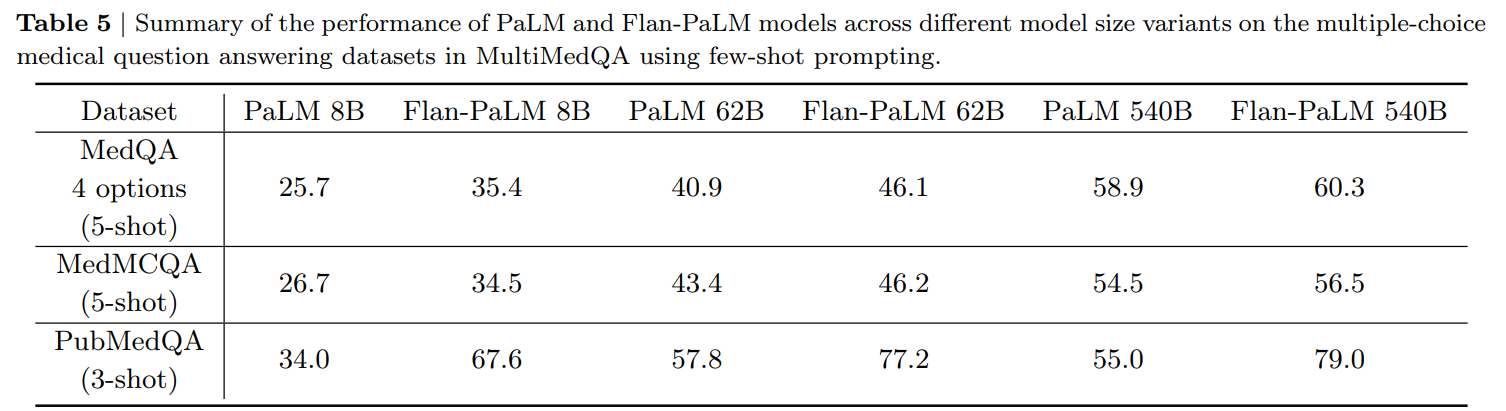 Table 5 | Summary of the performance of PaLM and Flan-PaLM models across different model size variants on the multiple-choice
medical question answering datasets in MultiMedQA using few-shot prompting.
Dataset PaLM 8B Flan-PaLM 8B PaLM 62B Flan-PaLM 62B PaLM 540B Flan-PaLM 540B
MedQA
4 options 25.7 35.4 40.9 46.1 58.9 60.3
(5-shot)
MedMCQA
(5-shot) 26.7 34.5 43.4 46.2 54.5 56.5
PubMedQA
(3-shot) 34.0 67.6 57.8 77.2 55.0 79.0